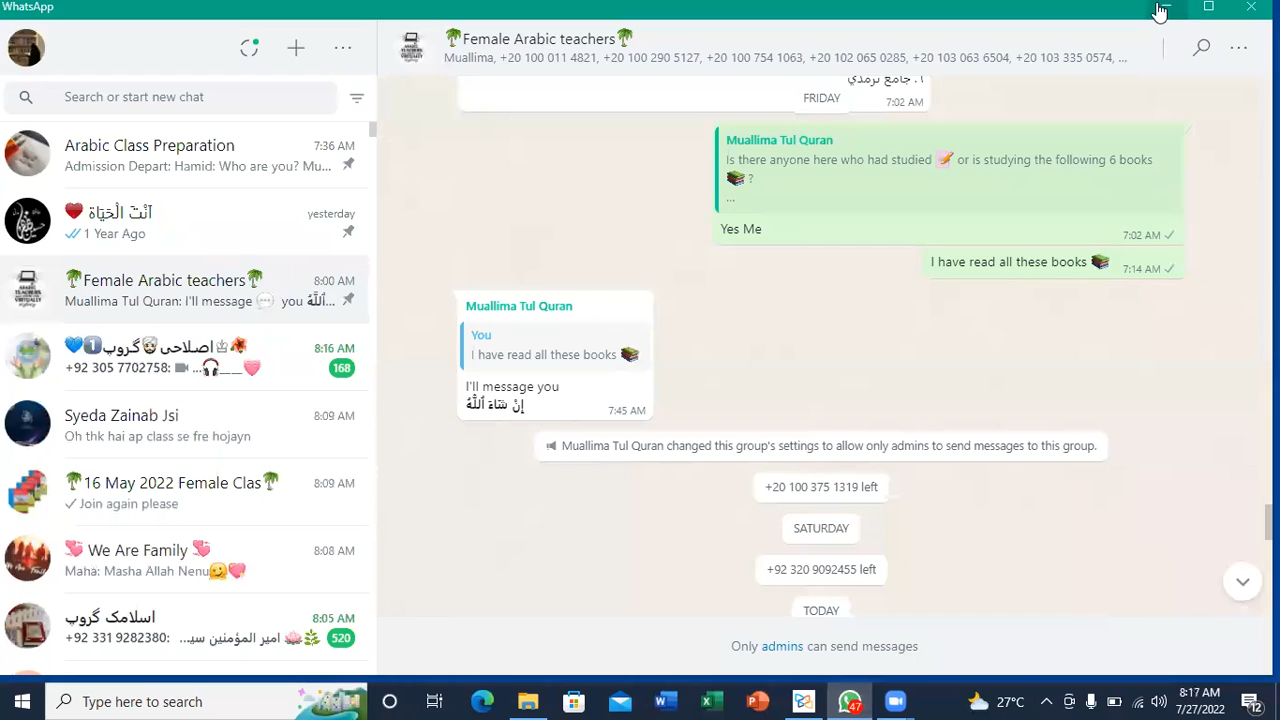 WhatsApp
Search or start new chat
Arabic Class Preparation
7:36 AM
Admission Depart: Hamid: Who are you? Mu...
أنْتَ الْحَيَاة
yesterday
1 Year Ago
Female Arabic teachers
8:00 AM
Muallima Tul Quran: I'll message you ٱللَّٰهُ...
1 اصلاحی گروپ
8:16 AM
+92 305 7702758: ...__
168
Syeda Zainab Jsi
8:09 AM
Oh thk hai ap class se fre hojayn
16 May 2022 Female Clas
8:09 AM
Join again please
We Are Family
8:08 AM
Maha: Masha Allah Nenu
اسلامک گروپ
8:05 AM
+92 331 9282380: امیر المؤمنین سی...
520
Female Arabic teachers
Muallima, +20 100 011 4821, +20 100 290 5127, +20 100 754 1063, +20 102 065 0285, +20 103 063 6504, +20 103 335 0574, ...
١. جامع ترمذي
FRIDAY
7:02 AM
Muallima Tul Quran
Is there anyone here who had studied or is studying the following 6 books
?
...
Yes Me
7:02 AM
I have read all these books
7:14 AM
Muallima Tul Quran
You
I have read all these books
I'll message you
إِنْ شَاءَ ٱللَّٰهُ
7:45 AM
Muallima Tul Quran changed this group's settings to allow only admins to send messages to this group.
+20 100 375 1319 left
SATURDAY
+92 320 9092455 left
TODAY
Only admins can send messages
Type here to search
47
27°C
8:17 AM
7/27/2022
12